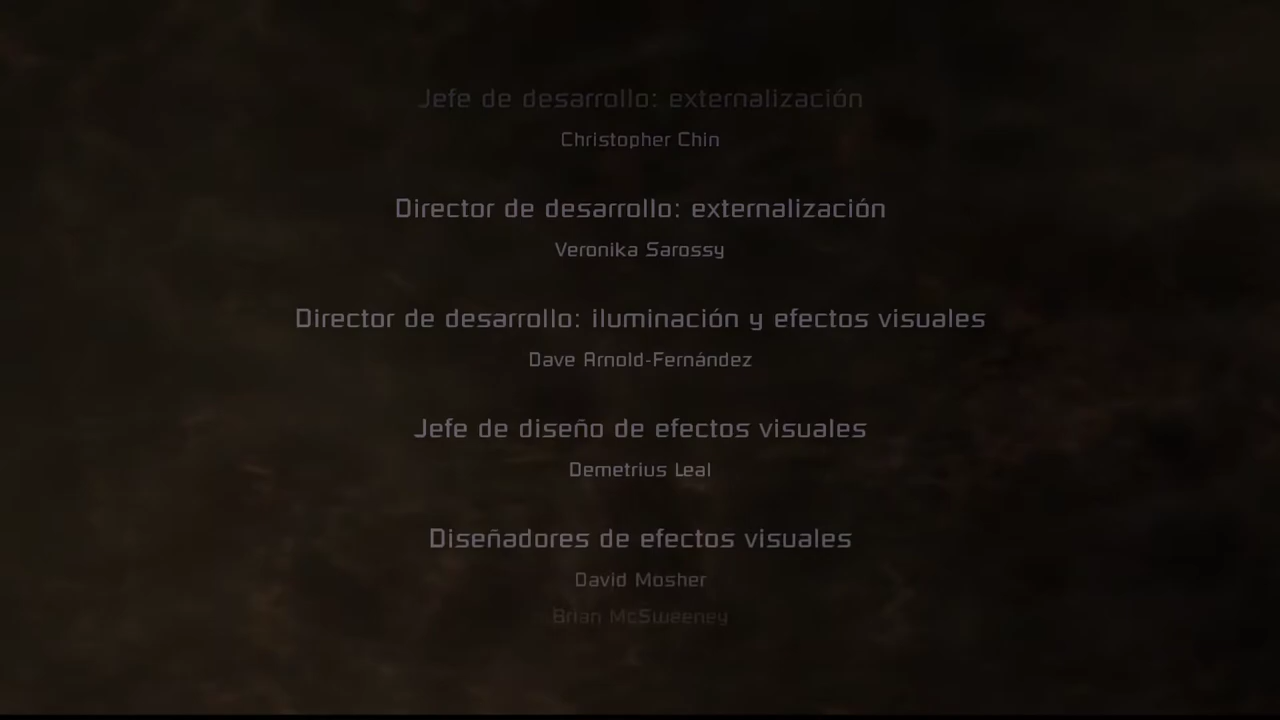 Jefe de desarrollo: externalización
Christopher Chin
Director de desarrollo: externalización
Veronika Sarossy
Director de desarrollo: iluminación y efectos visuales
Dave Arnold-Fernández
Jefe de diseño de efectos visuales
Demetrius Leal
Diseñadores de efectos visuales
David Mosher
Brian McSweeney